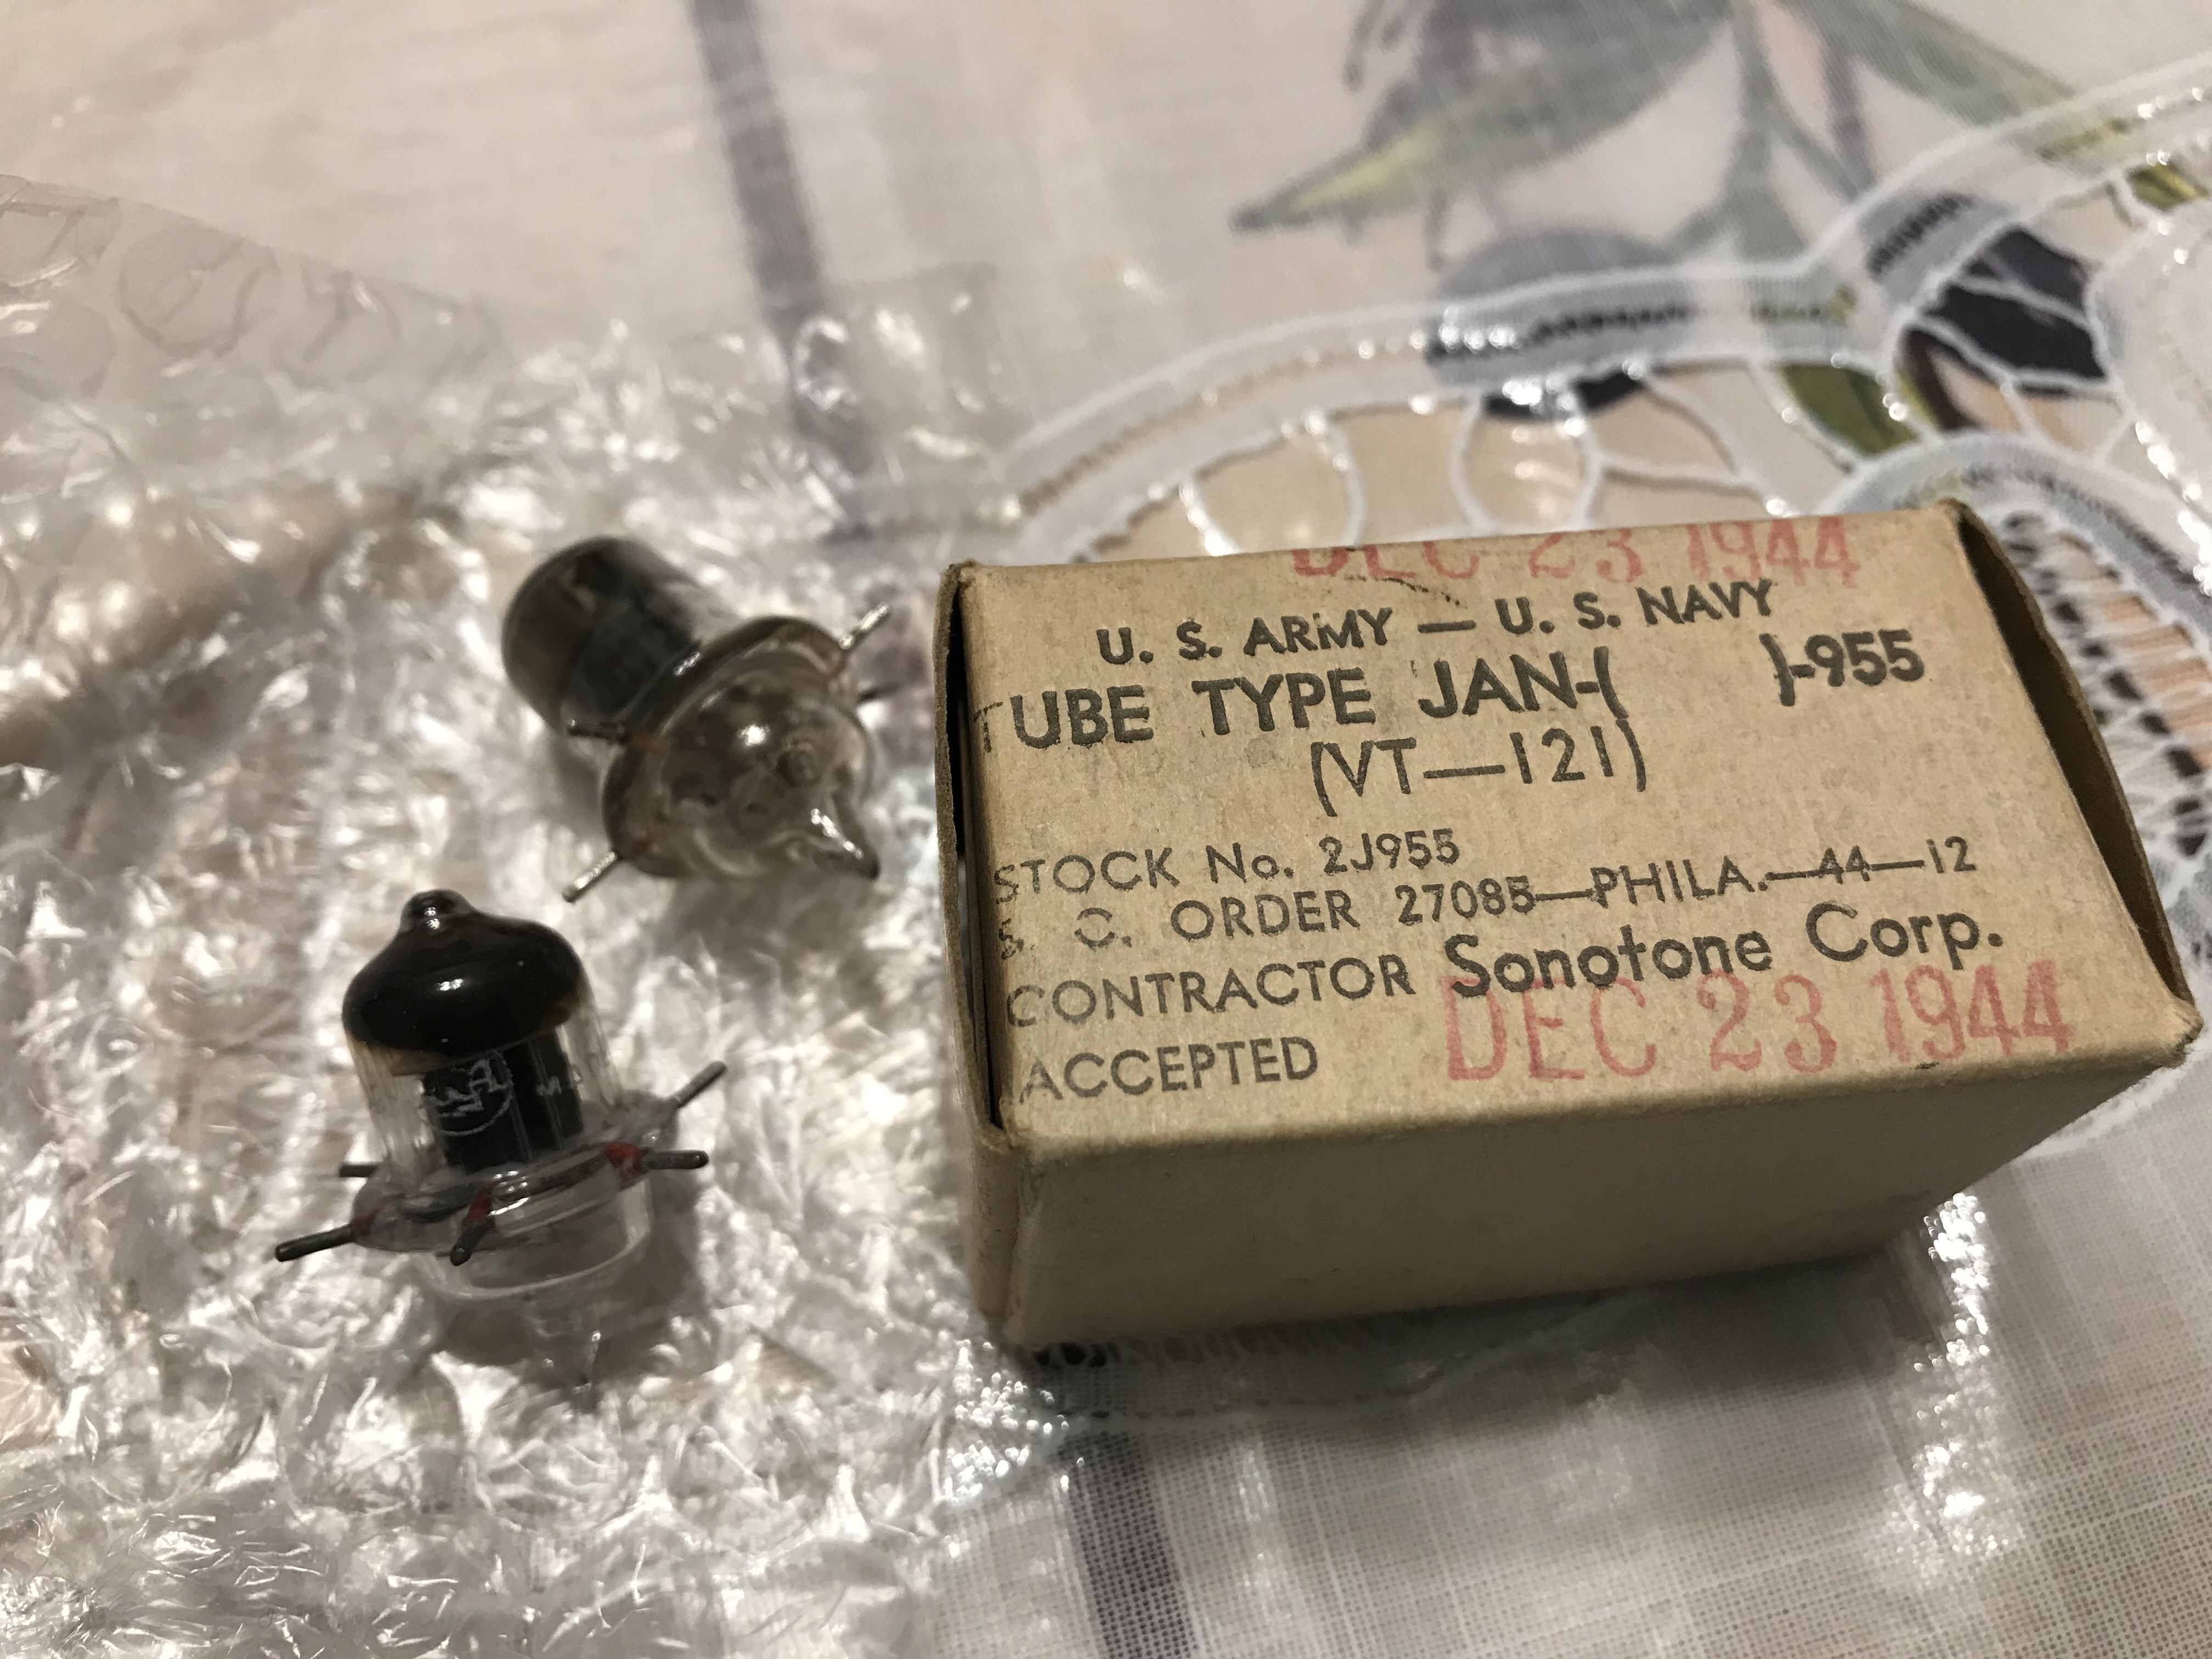 DEC 23 1944
U. S. ARMY — U. S. NAVY
TUBE TYPE JAN-( )-955
(VT—121)
STOCK No. 2J955
S. C. ORDER 27085—PHILA.—44—12
CONTRACTOR Sonotone Corp.
ACCEPTED DEC 23 1944
RCA